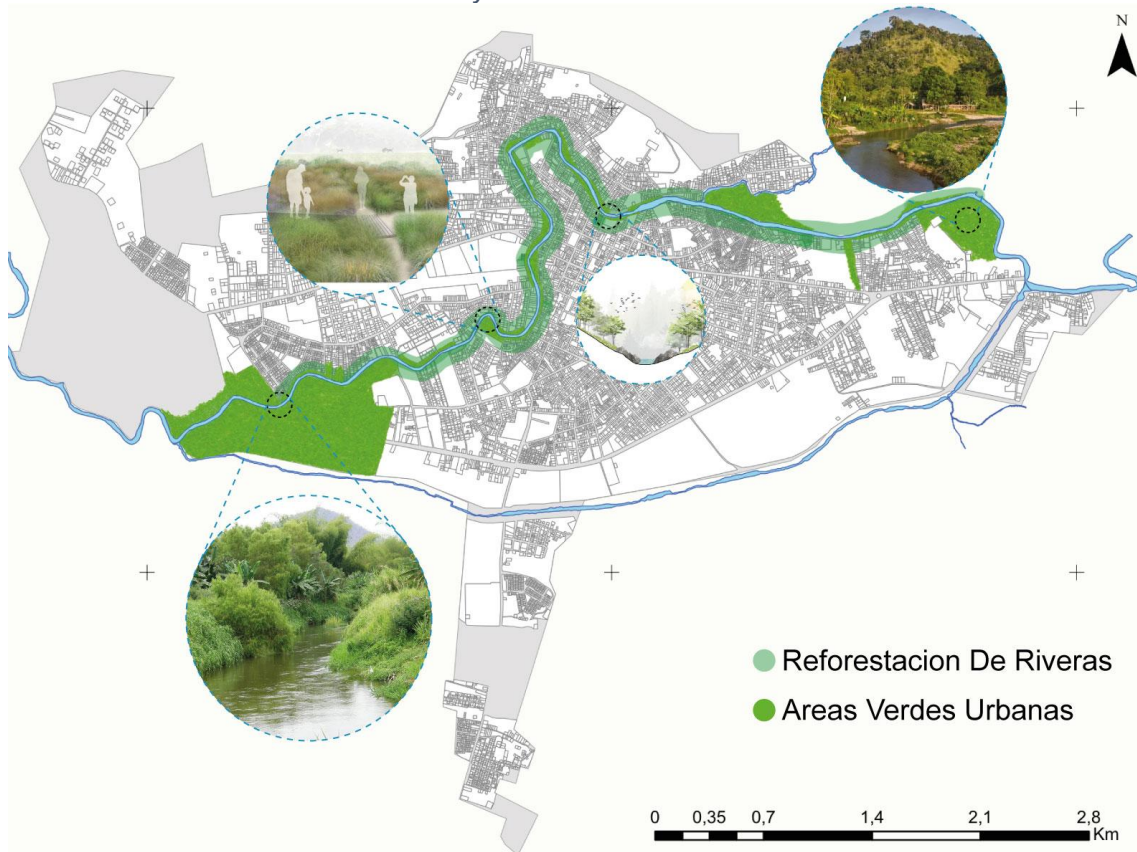 N
Reforestacion De Riveras
Areas Verdes Urbanas
0 0,35 0,7 1,4 2,1 2,8
Km